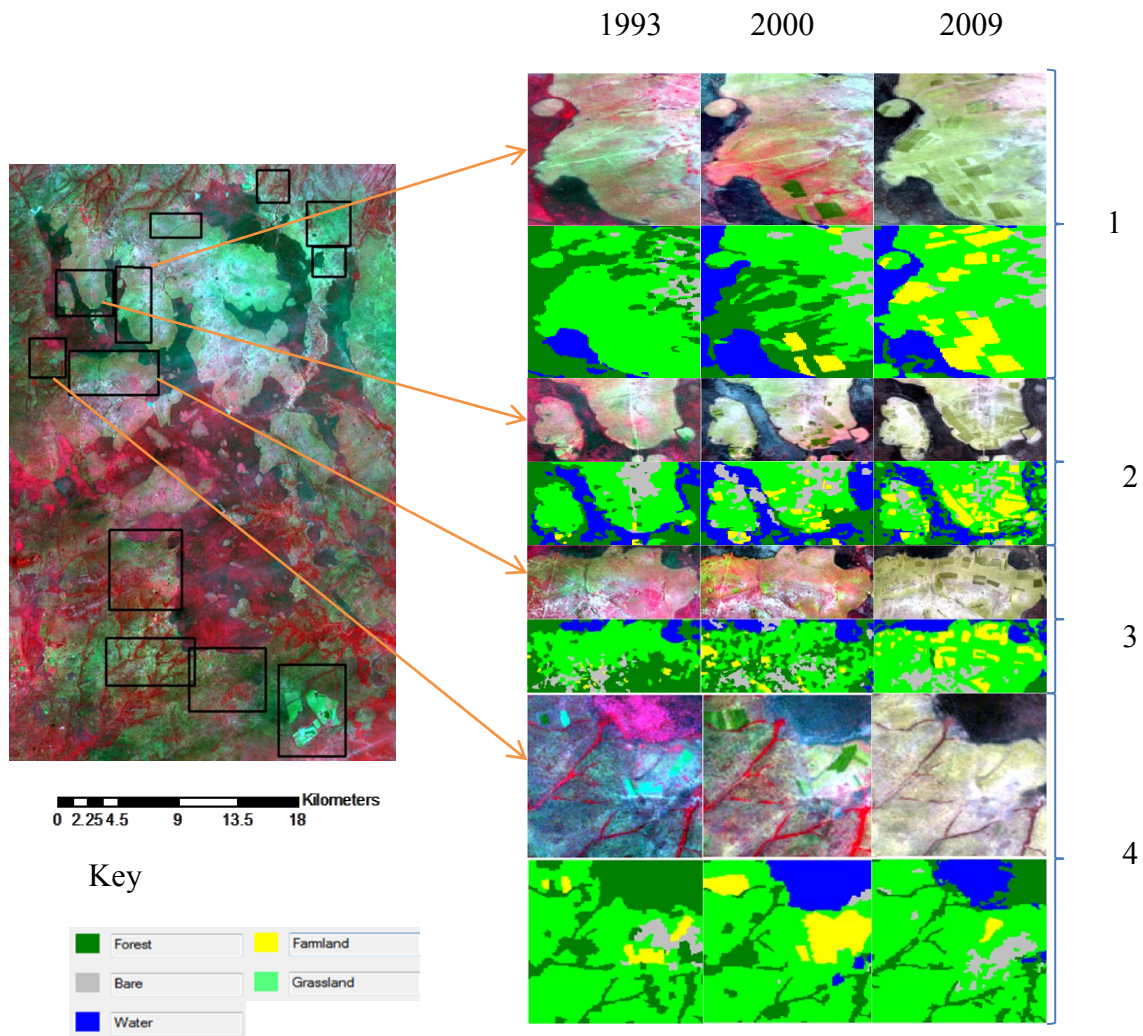 1993 2000 2009
1
2
3
4
Kilometers
0 2.25 4.5 9 13.5 18
Key
Forest Farmland
Bare Grassland
Water